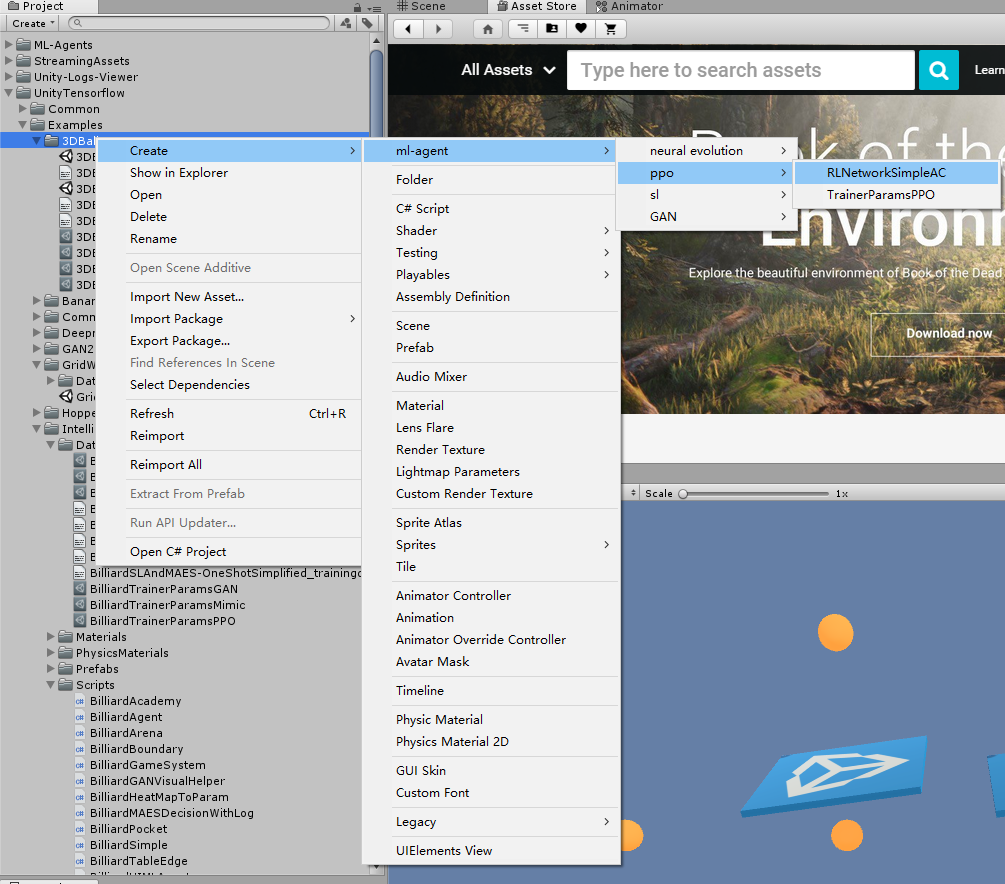 Project
Create
ML-Agents
StreamingAssets
Unity-Logs-Viewer
UnityTensorflow
Common
Examples
3DBal
3DE
3DE
3DE
3DE
3DE
3DE
3DE
3DE
3DE
Banar
Comn
Deepr
GAN2
GridW
Dat
Gri
Hoppe
Intelli
Dat
B
B
B
B
B
B
B
BilliardSLAndMAES-OneShotSimplified_training
BilliardTrainerParamsGAN
BilliardTrainerParamsMimic
BilliardTrainerParamsPPO
Materials
PhysicsMaterials
Prefabs
Scripts
BilliardAcademy
BilliardAgent
BilliardArena
BilliardBoundary
BilliardGameSystem
BilliardGANVisualHelper
BilliardHeatMapToParam
BilliardMAESDecisionWithLog
BilliardPocket
BilliardSimple
BilliardTableEdge
Create
Show in Explorer
Open
Delete
Rename
Open Scene Additive
Import New Asset...
Import Package
Export Package...
Find References In Scene
Select Dependencies
Refresh Ctrl+R
Reimport
Reimport All
Extract From Prefab
Run API Updater...
Open C# Project
ml-agent
Folder
C# Script
Shader
Testing
Playables
Assembly Definition
Scene
Prefab
Audio Mixer
Material
Lens Flare
Render Texture
Lightmap Parameters
Custom Render Texture
Sprite Atlas
Sprites
Tile
Animator Controller
Animation
Animator Override Controller
Avatar Mask
Timeline
Physic Material
Physics Material 2D
GUI Skin
Custom Font
Legacy
UIElements View
neural evolution
ppo
sl
GAN
RLNetworkSimpleAC
TrainerParamsPPO
Scene
Asset Store
Animator
All Assets
Type here to search assets
Learn
Book of the
Environ
Explore the beautiful environment of Book of the Dead
Download now
Scale 1x